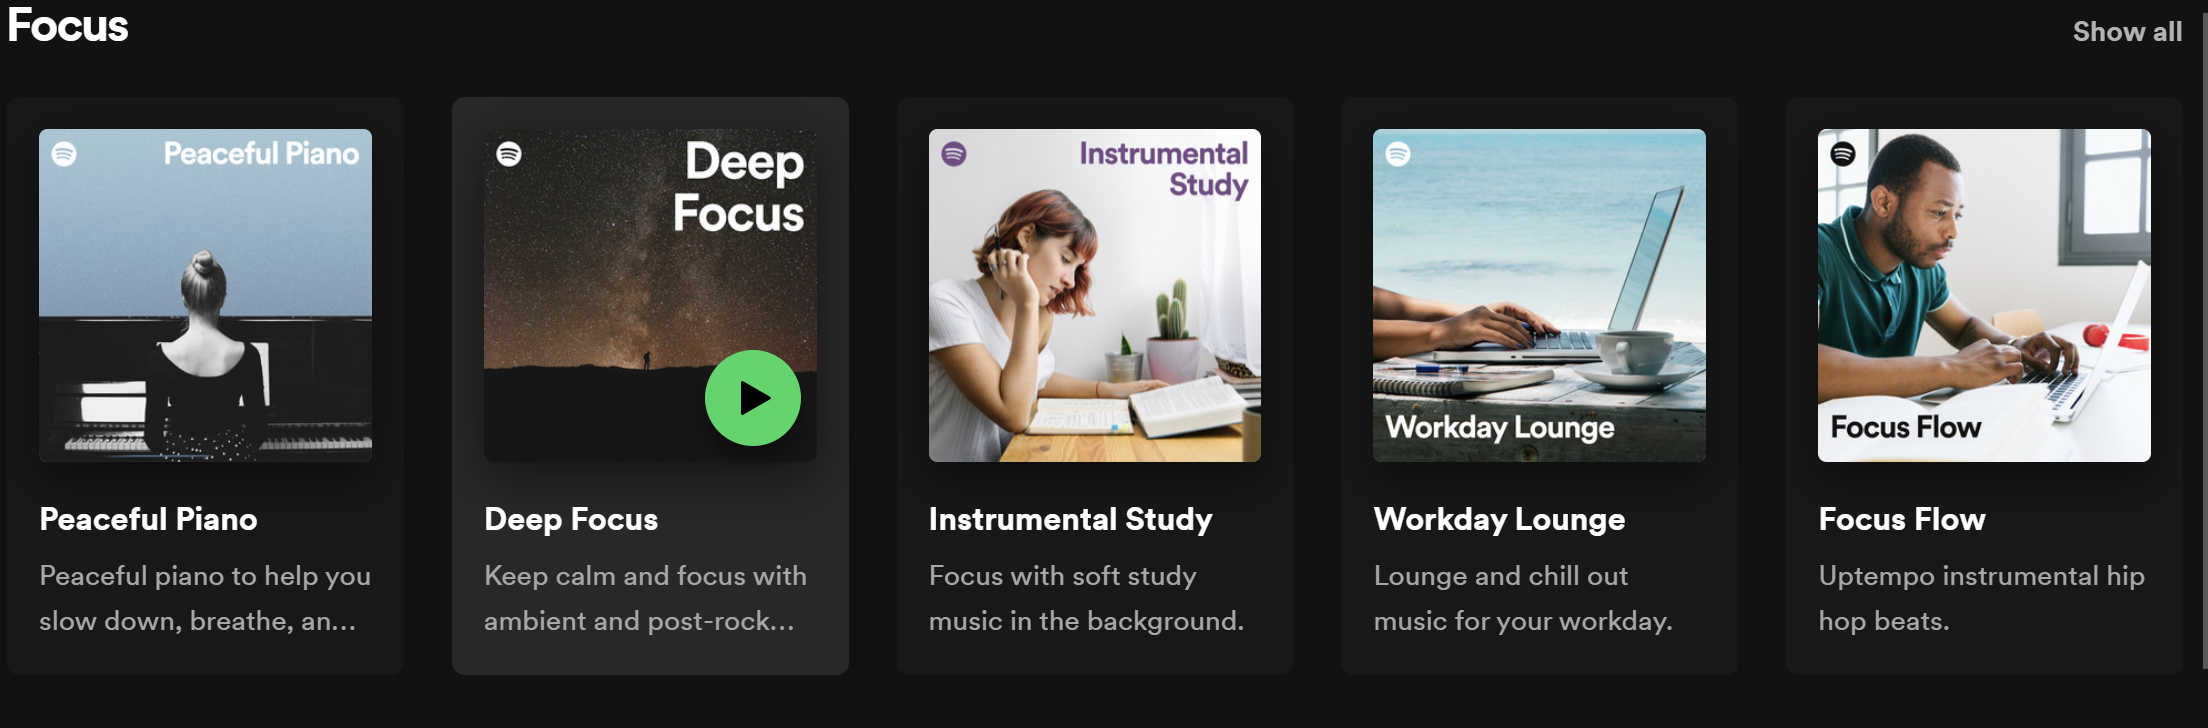 Focus
Show all
Peaceful Piano
Deep
Focus
Instrumental
Study
Workday Lounge
Focus Flow
Peaceful Piano
Peaceful piano to help you
slow down, breathe, an...
Deep Focus
Keep calm and focus with
ambient and post-rock...
Instrumental Study
Focus with soft study
music in the background.
Workday Lounge
Lounge and chill out
music for your workday.
Focus Flow
Uptempo instrumental hip
hop beats.